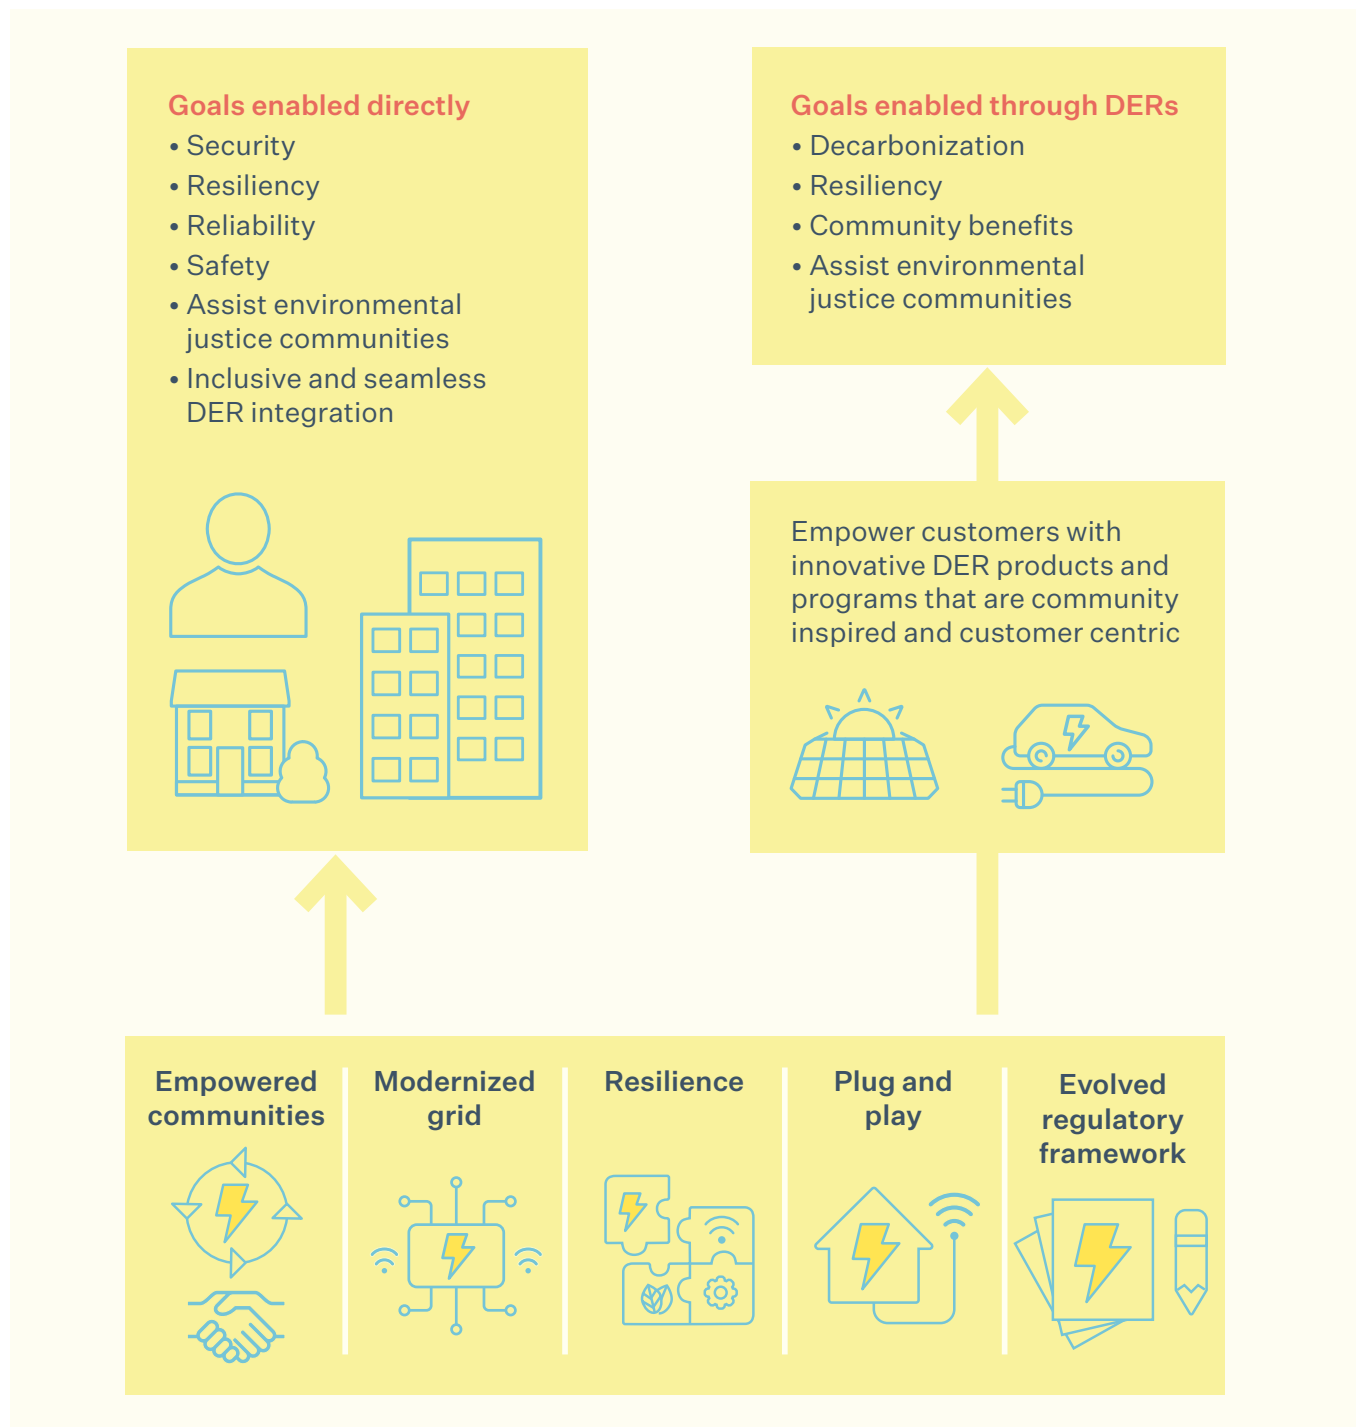 Goals enabled directly
• Security
• Resiliency
• Reliability
• Safety
• Assist environmental
justice communities
• Inclusive and seamless
DER integration
Goals enabled through DERs
• Decarbonization
• Resiliency
• Community benefits
• Assist environmental
justice communities
Empower customers with
innovative DER products and
programs that are community
inspired and customer centric
Empowered
communities
Modernized
grid
Resilience
Plug and
play
Evolved
regulatory
framework